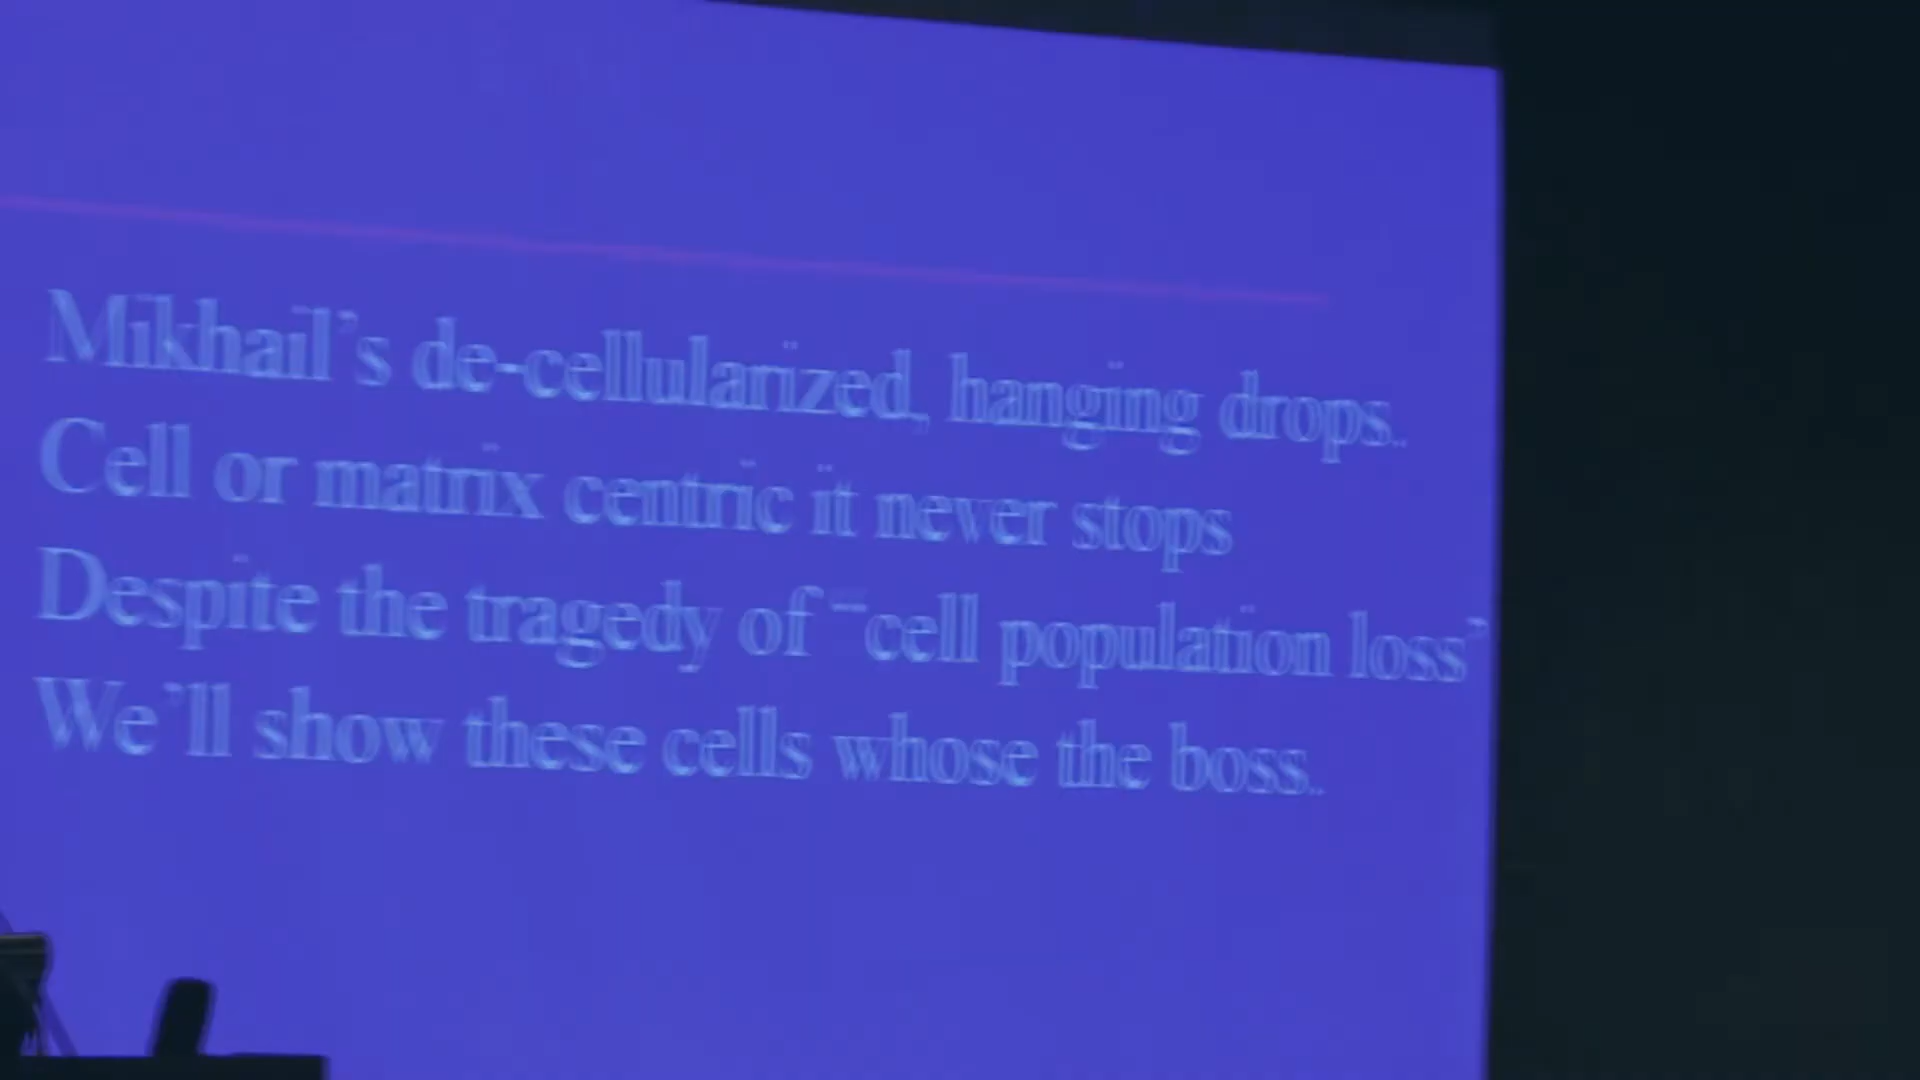 Mikhail's de-cellularized, hanging drops..
Cell or matrix centric it never stops
Despite the tragedy of "cell population loss"
We'll show these cells whose the boss..